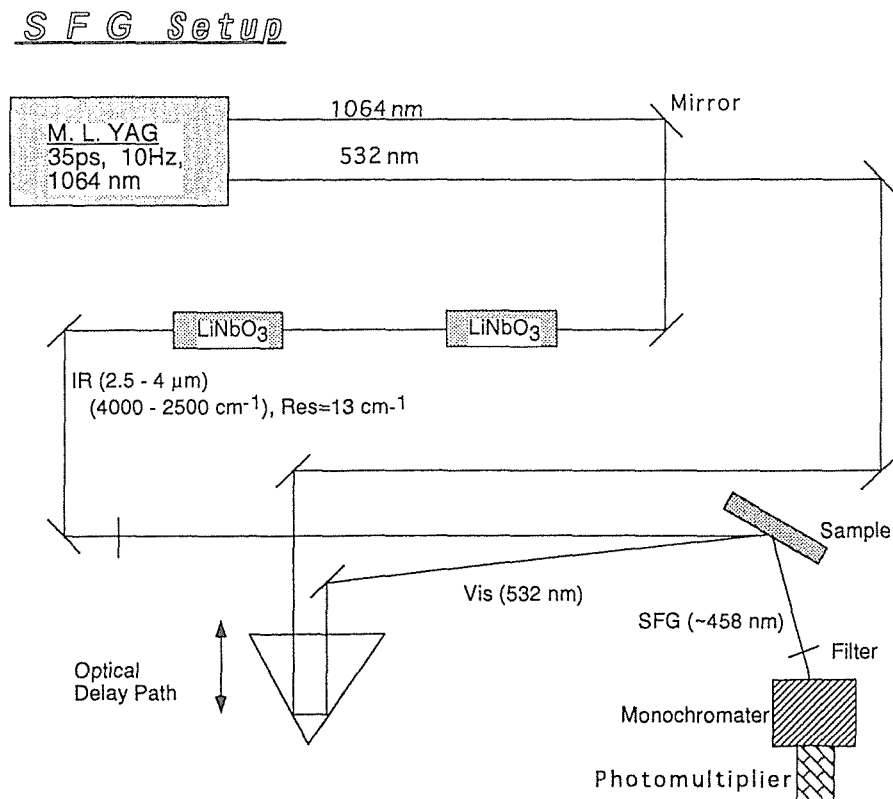 SFG Setup
1064 nm
Mirror
M. L. YAG
35ps, 10Hz,
1064 nm
532 nm
LiNbO3
LiNbO3
IR (2.5 - 4 µm)
(4000 - 2500 cm-1), Res=13 cm-1
Sample
Vis (532 nm)
SFG (~458 nm)
Filter
Optical
Delay Path
Monochromater
Photomultiplier